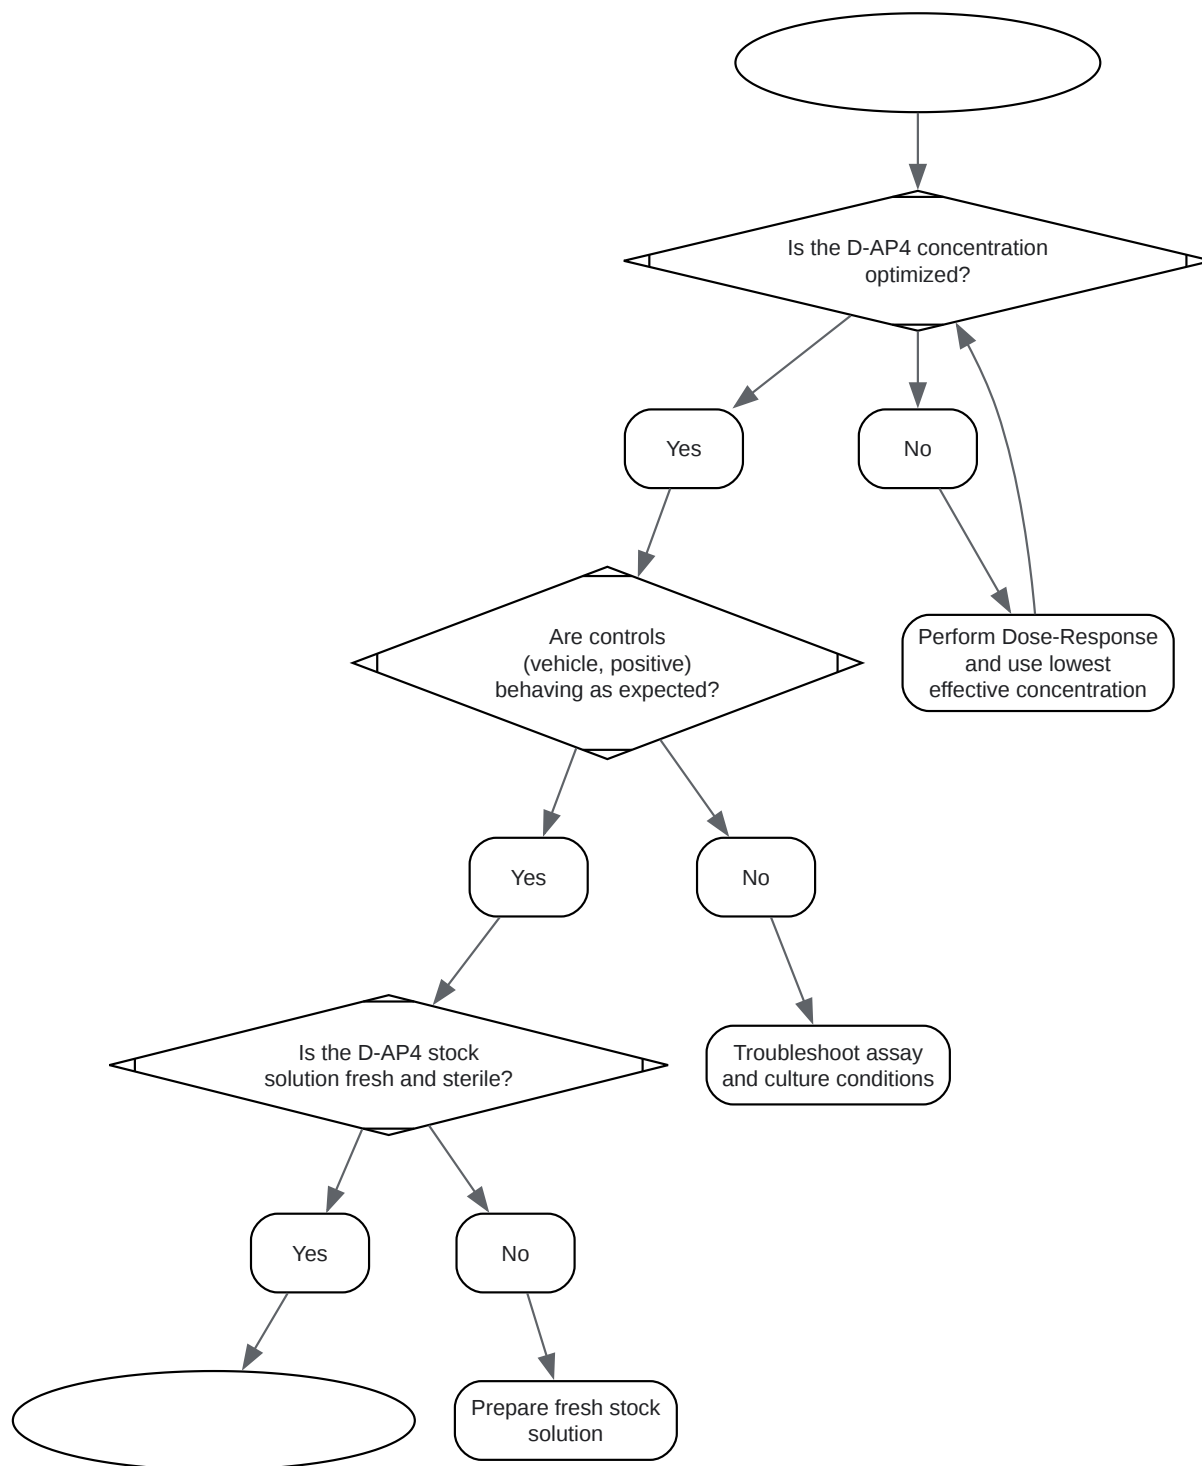 Is the D-AP4 concentration
optimized?
Yes
No
Perform Dose-Response
and use lowest
effective concentration
Are controls
(vehicle, positive)
behaving as expected?
Yes
No
Troubleshoot assay
and culture conditions
Is the D-AP4 stock
solution fresh and sterile?
Yes
No
Prepare fresh stock
solution